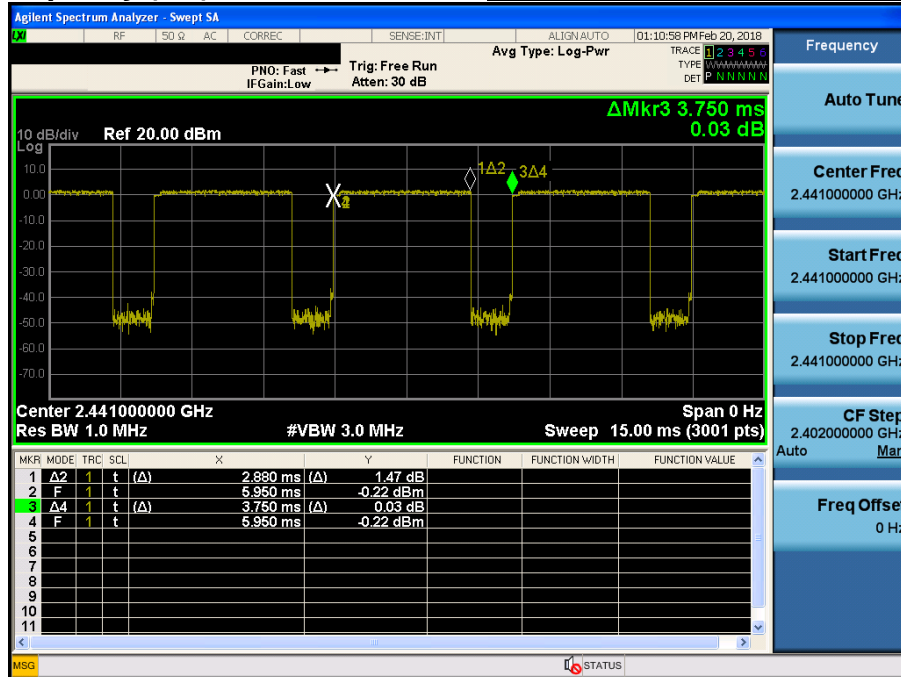 Agilent Spectrum Analyzer - Swept SA
LXI RF 50 Ω AC CORREC SENSE:INT ALIGN AUTO 01:10:58 PM Feb 20, 2018
Avg Type: Log-Pwr
TRACE 1 2 3 4 5 6
PNO: Fast Trig: Free Run
TYPE WWWWWW
IFGain:Low Atten: 30 dB
DET P N N N N N
ΔMkr3 3.750 ms
0.03 dB
10 dB/div Ref 20.00 dBm
Log
10.0
0.00
-10.0
-20.0
-30.0
-40.0
-50.0
-60.0
-70.0
1Δ2 3Δ4
Center 2.441000000 GHz Span 0 Hz
Res BW 1.0 MHz #VBW 3.0 MHz Sweep 15.00 ms (3001 pts)
MKR MODE TRC SCL X Y FUNCTION FUNCTION WIDTH FUNCTION VALUE
1 Δ2 1 t (Δ) 2.880 ms (Δ) 1.47 dB
2 F 1 t 5.950 ms -0.22 dBm
3 Δ4 1 t (Δ) 3.750 ms (Δ) 0.03 dB
4 F 1 t 5.950 ms -0.22 dBm
5
6
7
8
9
10
11
MSG STATUS
Frequency
Auto Tune
Center Freq
2.441000000 GHz
Start Freq
2.441000000 GHz
Stop Freq
2.441000000 GHz
CF Step
2.402000000 GHz
Auto Man
Freq Offset
0 Hz